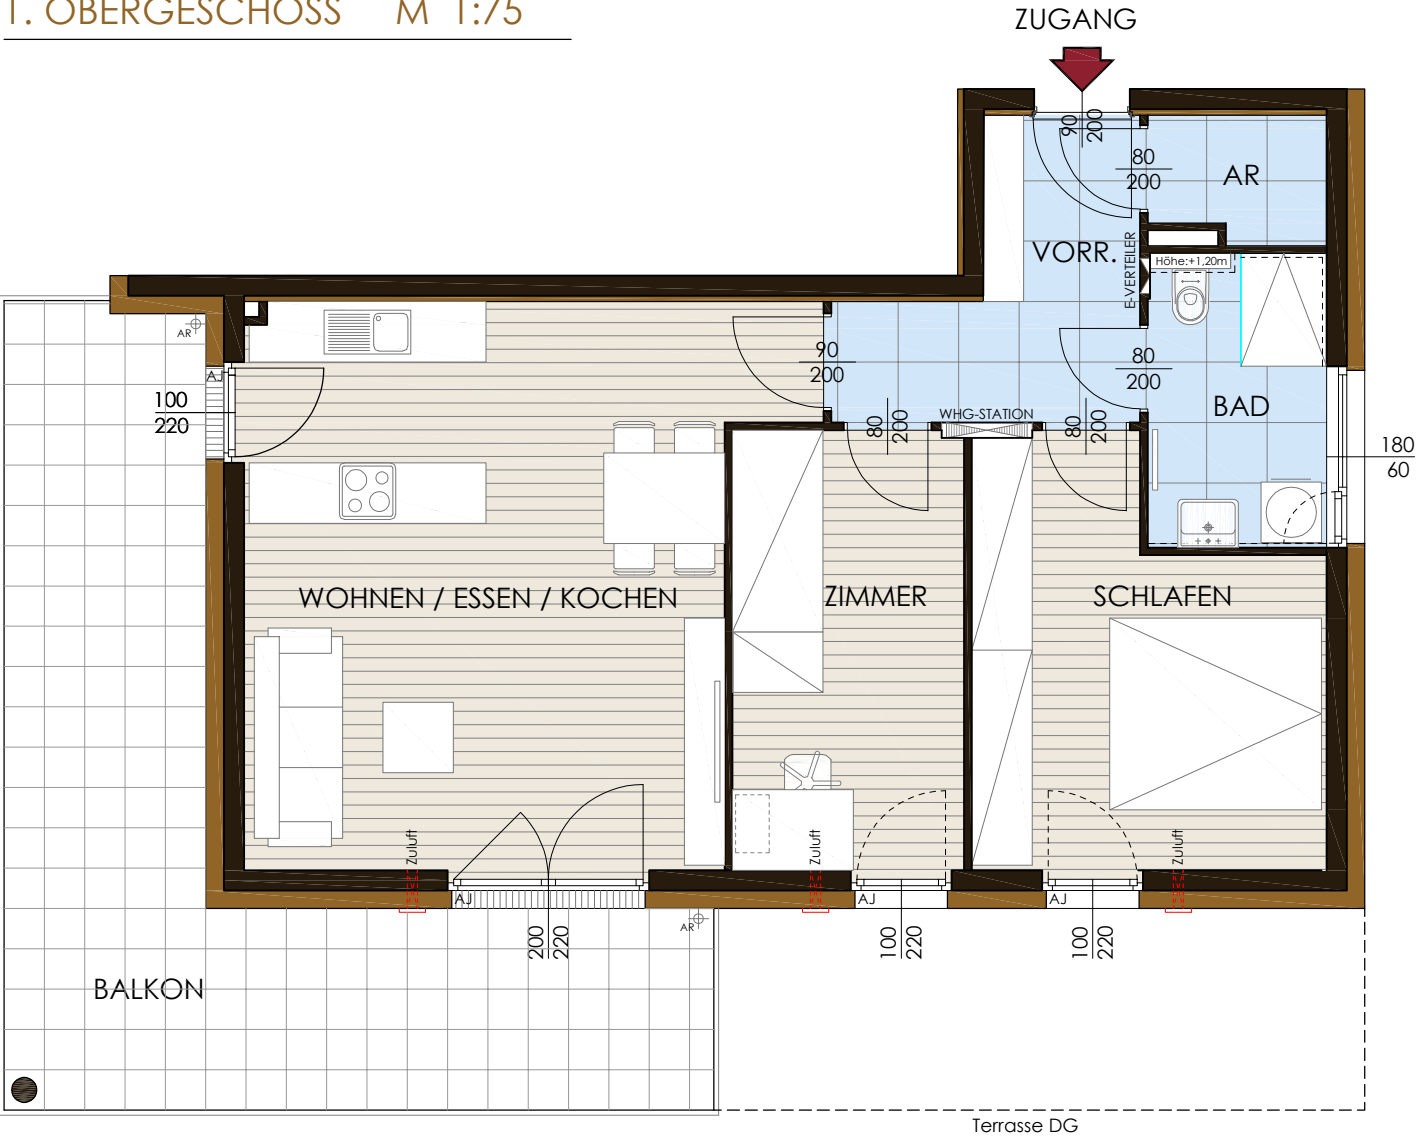 1. OBERGESCHOSS M 1:75
ZUGANG
90
200
80
200
AR
VORR.
E-VERTEILER
Höhe:+1,20m
AR
AJ
100
220
90
200
80
200
BAD
180
60
80
200
WHG-STATION
80
200
WOHNEN / ESSEN / KOCHEN
ZIMMER
SCHLAFEN
Zuluft
Zuluft
Zuluft
AJ
AJ
AJ
AR
200
220
100
220
100
220
BALKON
Terrasse DG